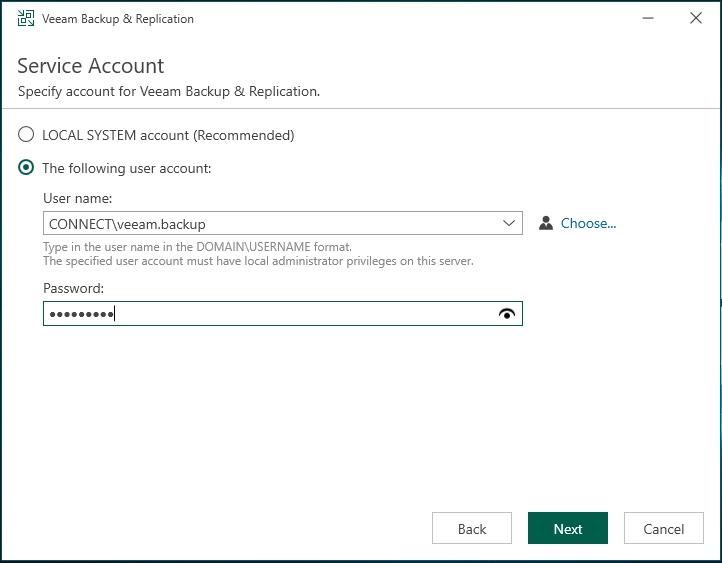 Veeam Backup & Replication
Service Account
Specify account for Veeam Backup & Replication.
LOCAL SYSTEM account (Recommended)
The following user account:
User name:
CONNECT\veeam.backup
Choose...
Type in the user name in the DOMAIN\USERNAME format.
The specified user account must have local administrator privileges on this server.
Password:
●●●●●●●●●
Back Next Cancel